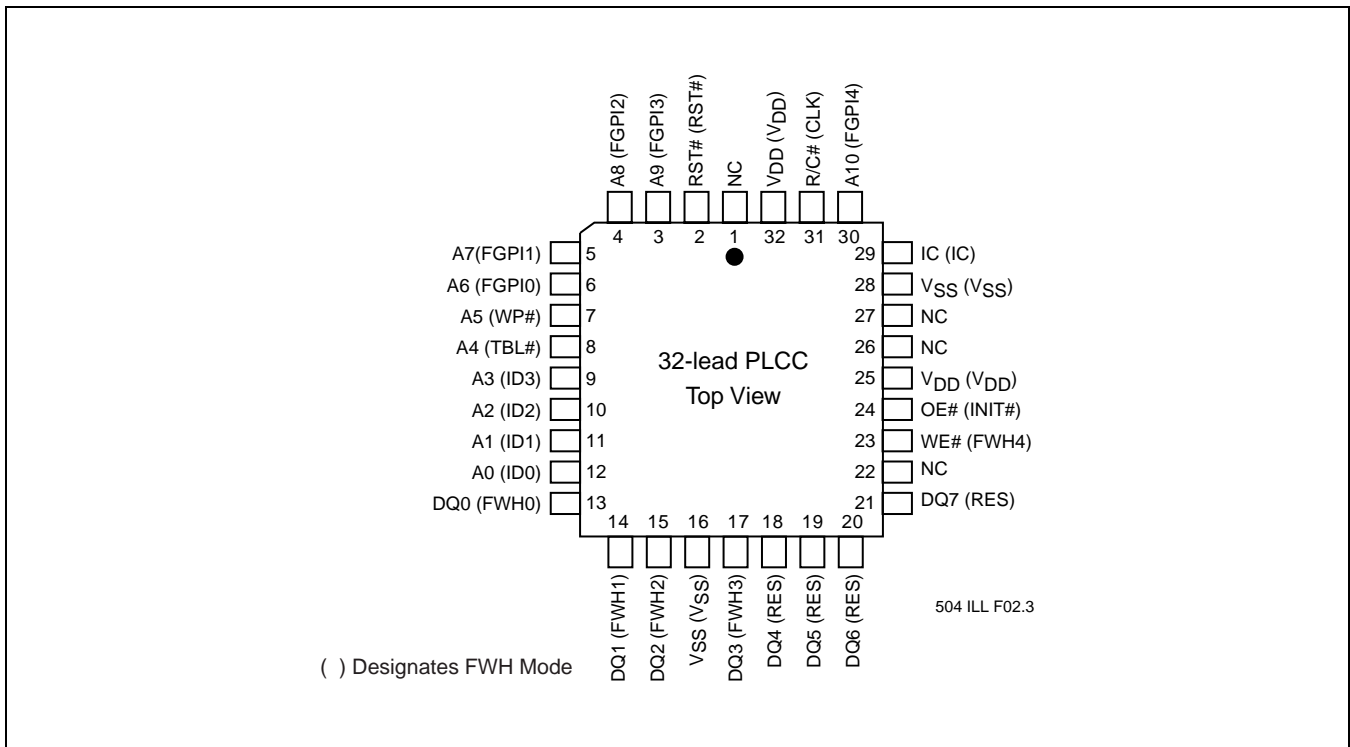 A8 (FGPI2)
A9 (FGPI3)
RST# (RST#)
NC
VDD (VDD)
R/C# (CLK)
A10 (FGPI4)
4
3
2
1
32
31
30
A7(FGPI1)
5
A6 (FGPI0)
6
A5 (WP#)
7
A4 (TBL#)
8
A3 (ID3)
9
A2 (ID2)
10
A1 (ID1)
11
A0 (ID0)
12
DQ0 (FWH0)
13
32-lead PLCC
Top View
29
IC (IC)
28
VSS (VSS)
27
NC
26
NC
25
VDD (VDD)
24
OE# (INIT#)
23
WE# (FWH4)
22
NC
21
DQ7 (RES)
14
15
16
17
18
19
20
DQ1 (FWH1)
DQ2 (FWH2)
VSS (VSS)
DQ3 (FWH3)
DQ4 (RES)
DQ5 (RES)
DQ6 (RES)
504 ILL F02.3
( ) Designates FWH Mode